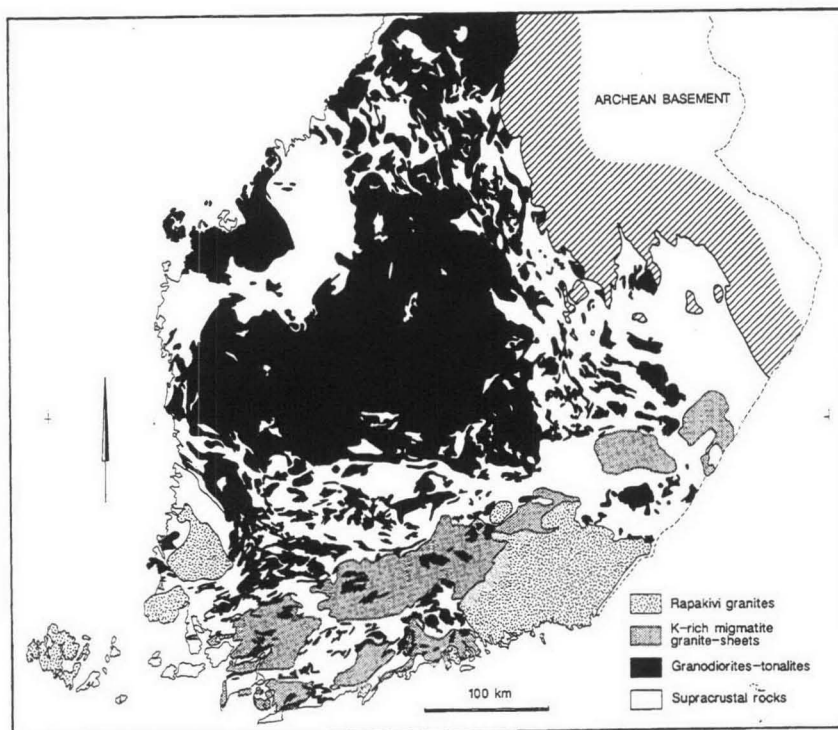 ARCHEAN BASEMENT
Rapakivi granites
K-rich migmatite
granite-sheets
Granodiorites-tonalites
Supracrustal rocks
100 km